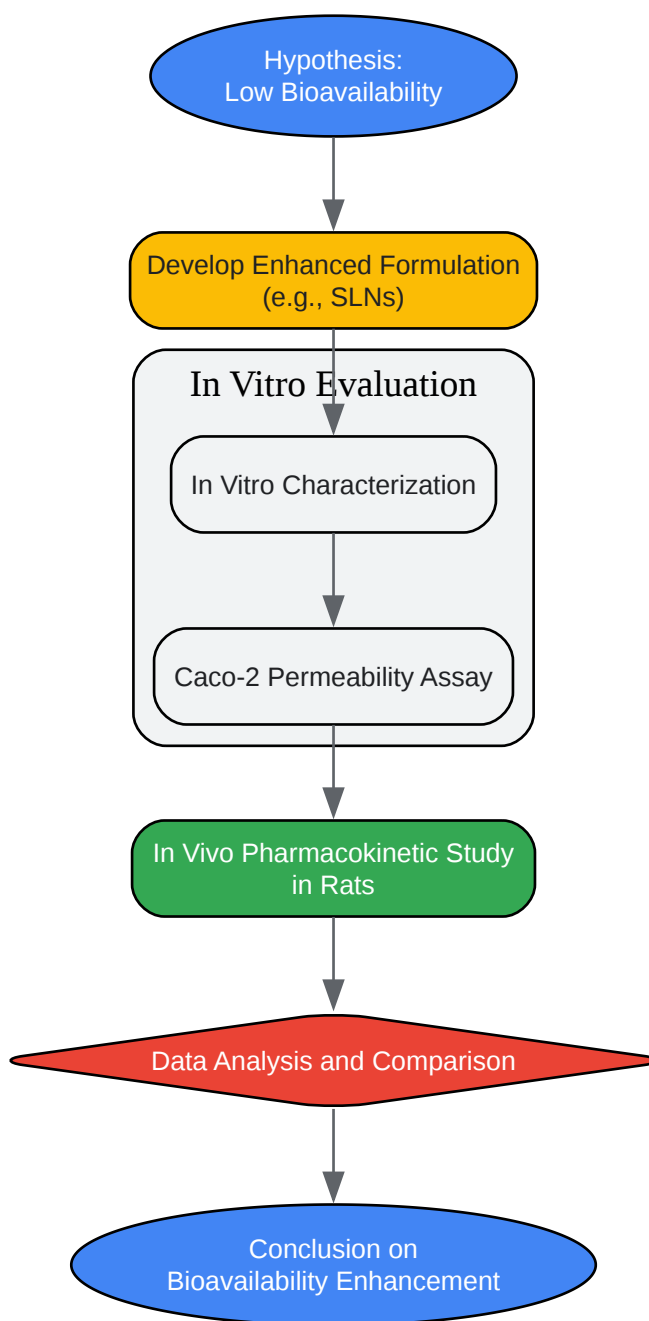 Hypothesis:
Low Bioavailability
Develop Enhanced Formulation
(e.g., SLNs)
In Vitro Evaluation
In Vitro Characterization
Caco-2 Permeability Assay
In Vivo Pharmacokinetic Study
in Rats
Data Analysis and Comparison
Conclusion on
Bioavailability Enhancement